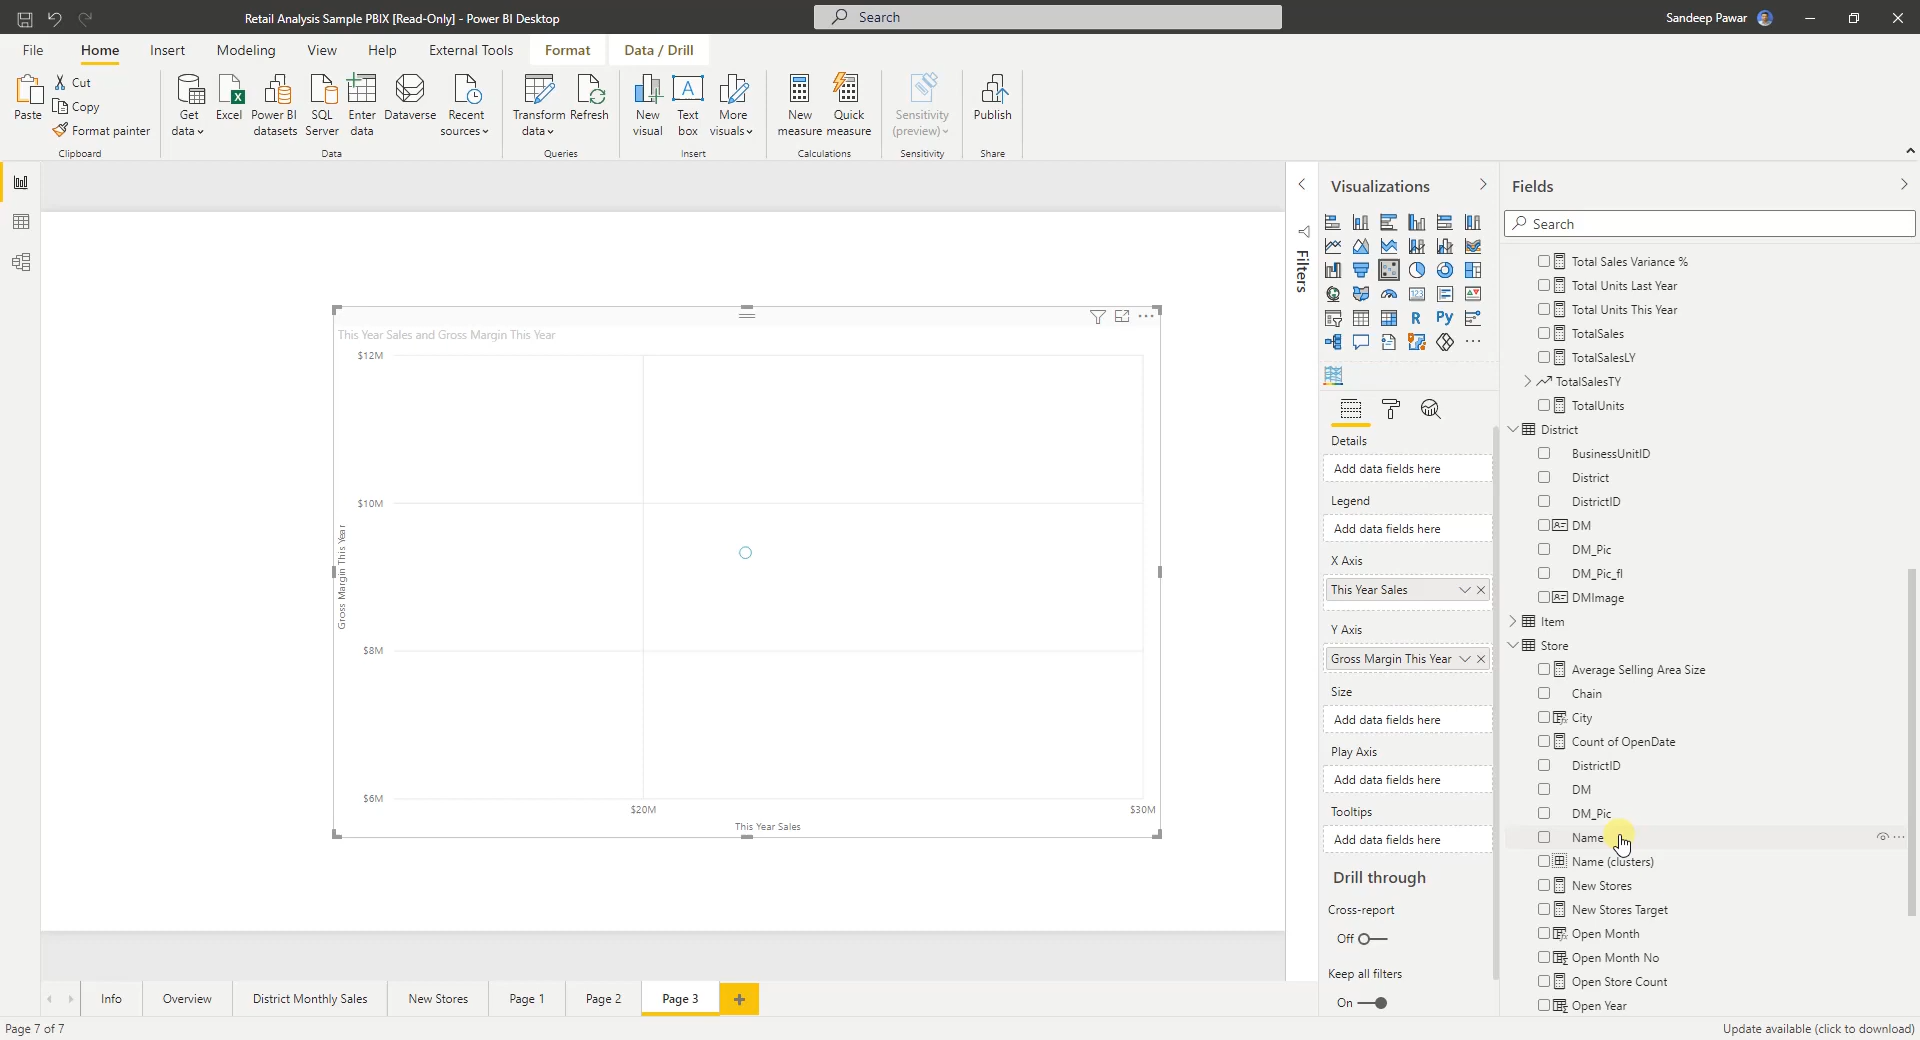 Retail Analysis Sample PBIX [Read-Only] - Power BI Desktop
Search
Sandeep Pawar
File
Home
Insert
Modeling
View
Help
External Tools
Format
Data / Drill
Paste
Cut
Copy
Format painter
Clipboard
Get
data
Excel
Power BI
datasets
SQL
Server
Enter
data
Dataverse
Recent
sources
Data
Transform
data
Refresh
Queries
New
visual
Text
box
More
visuals
Insert
New
measure
Quick
measure
Calculations
Sensitivity
(preview)
Sensitivity
Publish
Share
This Year Sales and Gross Margin This Year
$12M
$10M
$8M
$6M
Gross Margin This Year
$20M
$30M
This Year Sales
Filters
Visualizations
R
Py
123
Details
Add data fields here
Legend
Add data fields here
X Axis
This Year Sales
Y Axis
Gross Margin This Year
Size
Add data fields here
Play Axis
Add data fields here
Tooltips
Add data fields here
Drill through
Cross-report
Off
Keep all filters
On
Fields
Search
Total Sales Variance %
Total Units Last Year
Total Units This Year
TotalSales
TotalSalesLY
TotalSalesTY
TotalUnits
District
BusinessUnitID
District
DistrictID
DM
DM_Pic
DM_Pic_fl
DMImage
Item
Store
Average Selling Area Size
Chain
City
Count of OpenDate
DistrictID
DM
DM_Pic
Name
Name (clusters)
New Stores
New Stores Target
Open Month
Open Month No
Open Store Count
Open Year
Info
Overview
District Monthly Sales
New Stores
Page 1
Page 2
Page 3
Page 7 of 7
Update available (click to download)